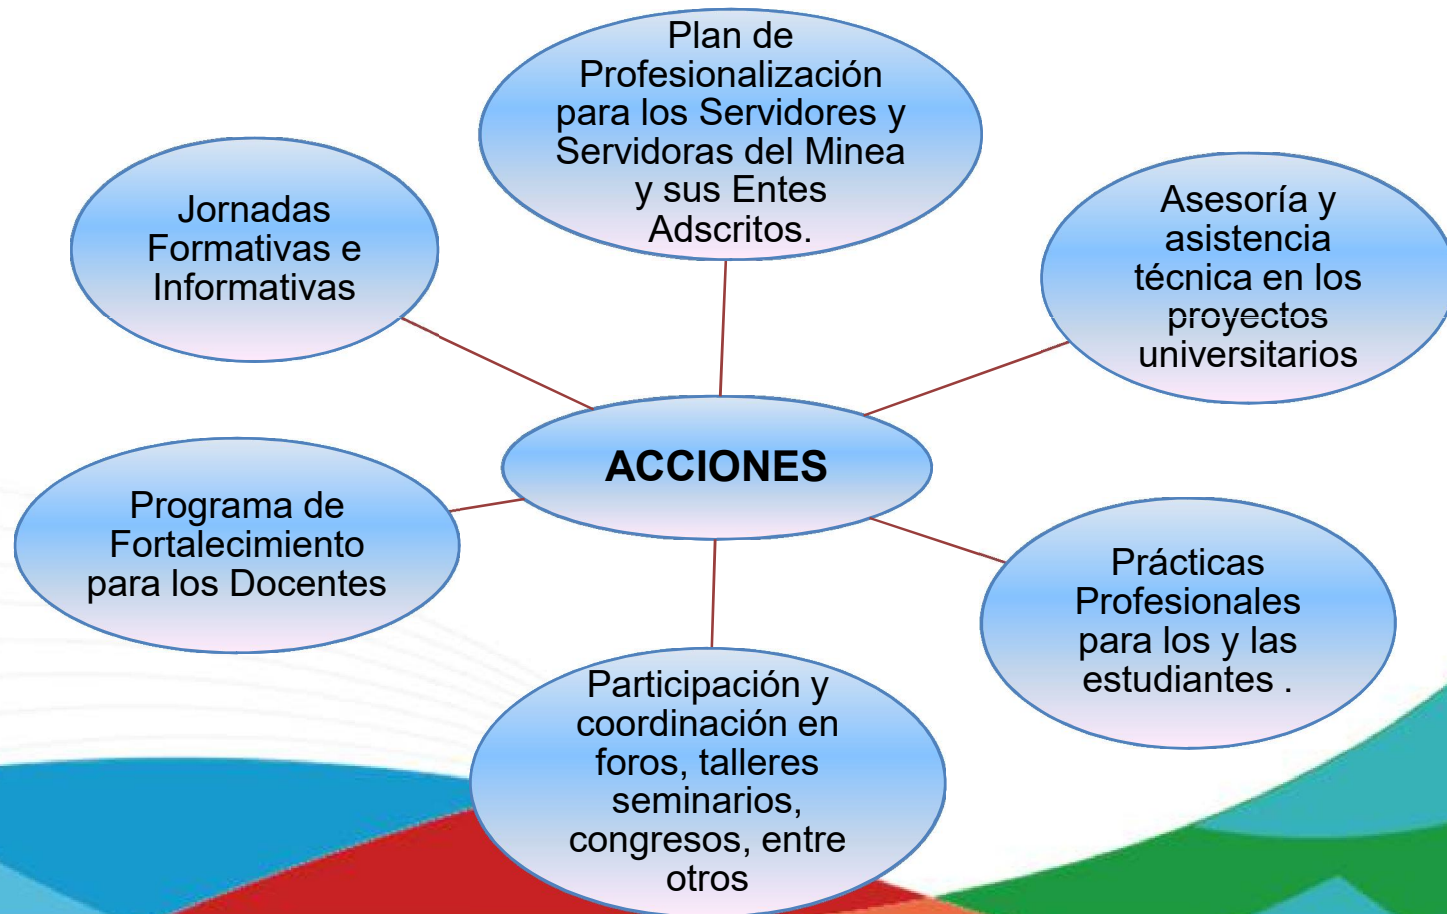 Plan de
Profesionalización
para los Servidores y
Servidoras del Minea
y sus Entes
Adscritos.
Jornadas
Formativas e
Informativas
Asesoría y
asistencia
técnica en los
proyectos
universitarios
ACCIONES
Programa de
Fortalecimiento
para los Docentes
Prácticas
Profesionales
para los y las
estudiantes .
Participación y
coordinación en
foros, talleres
seminarios,
congresos, entre
otros